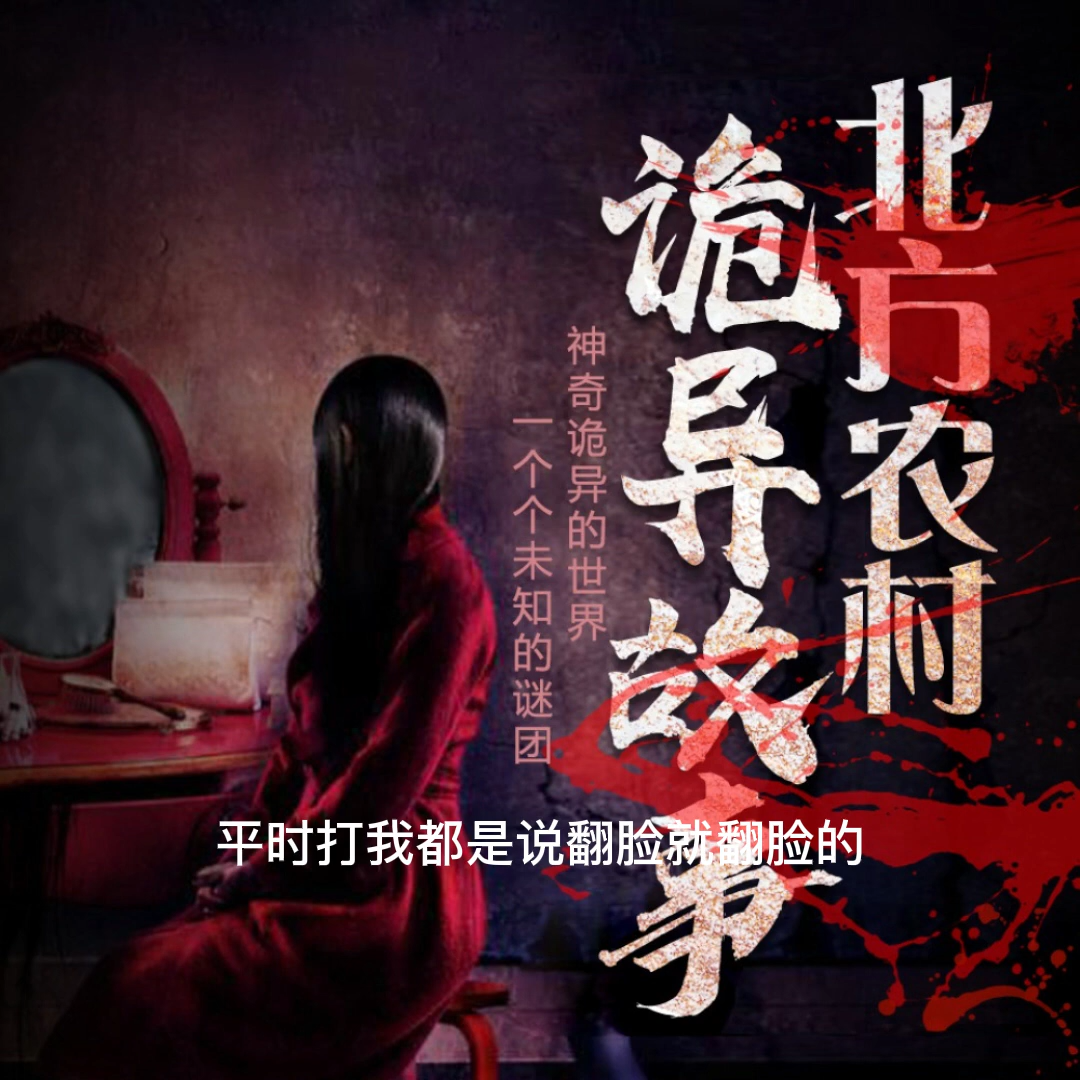 北方农村
诡异故事
神奇诡异的世界
一个个未知的谜团
平时打我都是说翻脸就翻脸的